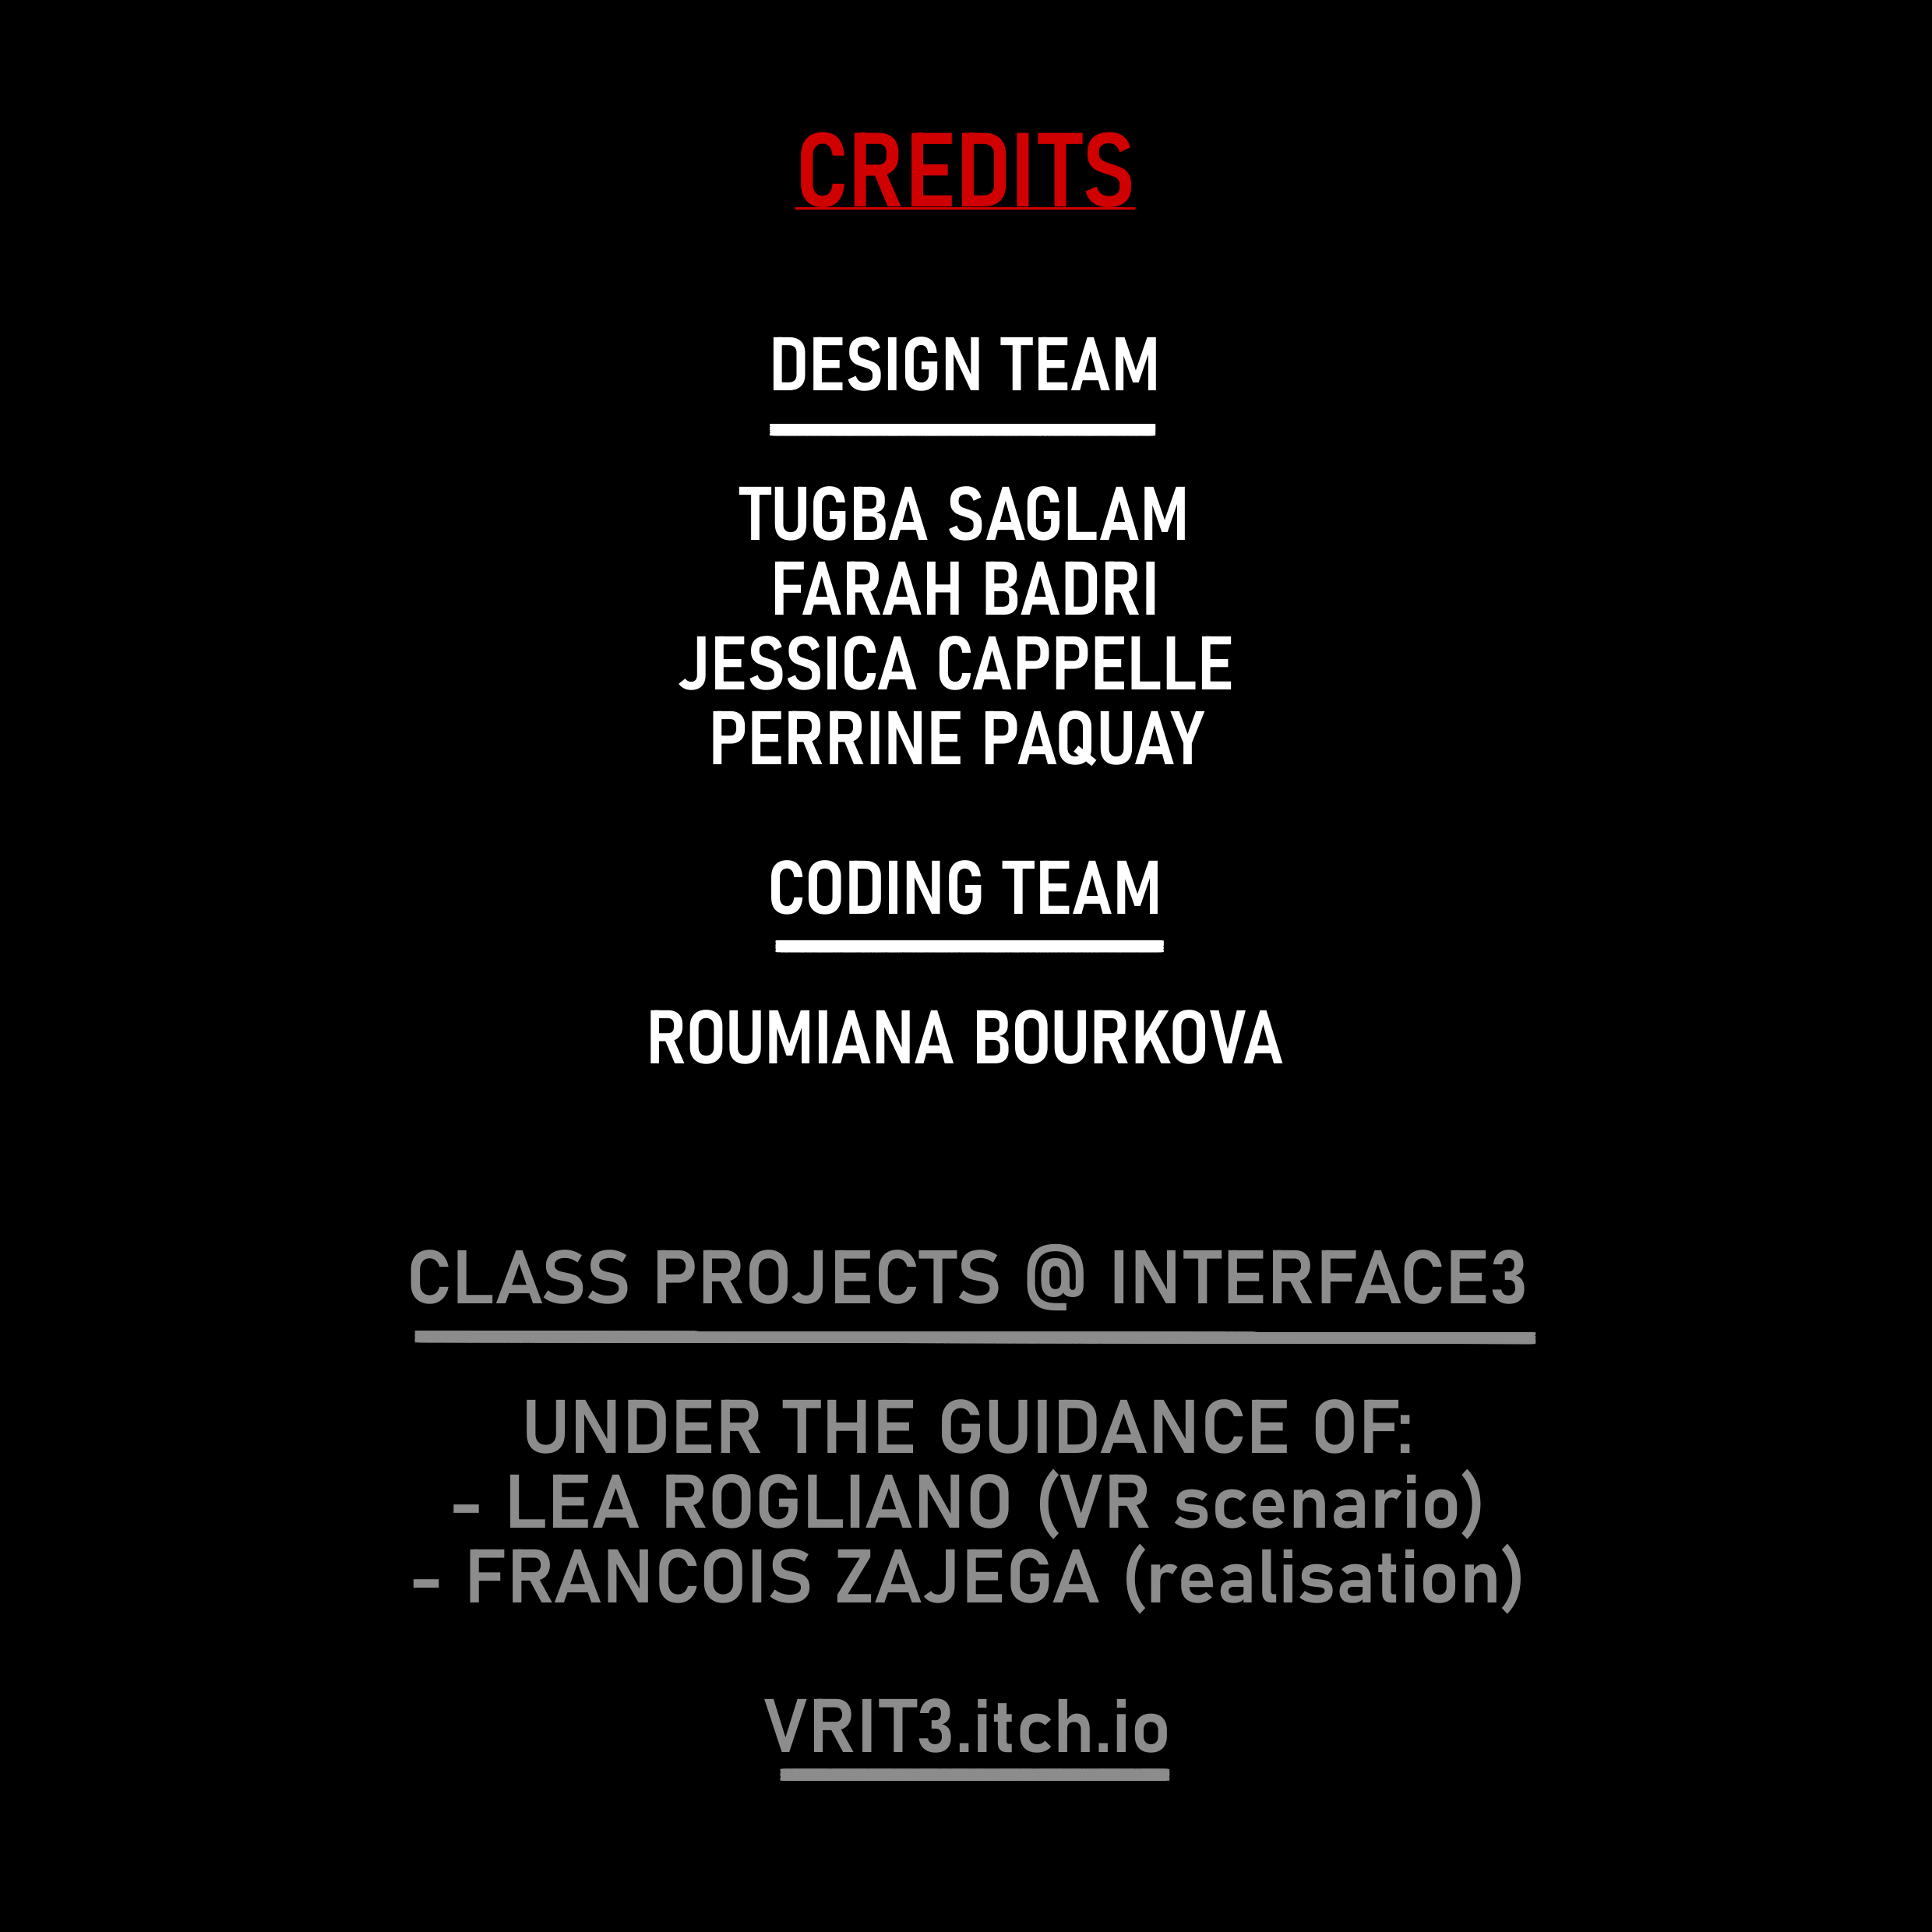 CREDITS
DESIGN TEAM
TUGBA SAGLAM
FARAH BADRI
JESSICA CAPPELLE
PERRINE PAQUAY
CODING TEAM
ROUMIANA BOURKOVA
CLASS PROJECTS @ INTERFACE3
UNDER THE GUIDANCE OF:
- LEA ROGLIANO (VR scenario)
- FRANCOIS ZAJEGA (realisation)
VRIT3.itch.io